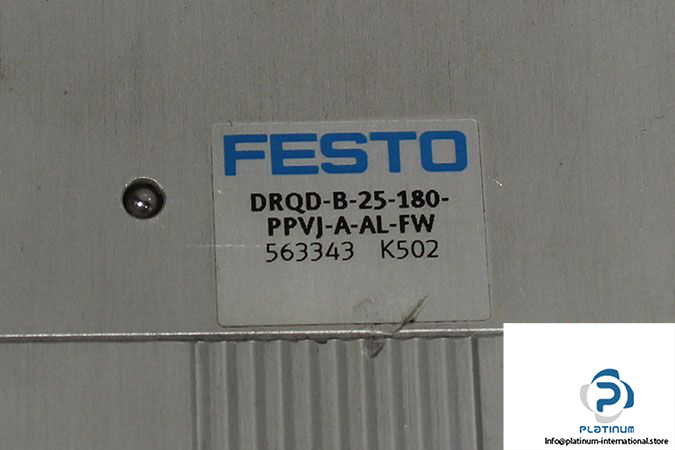 FESTO
DRQD-B-25-180-
PPVJ-A-AL-FW
563343 K502
P
PLATINUM
Info@platinum-international.store